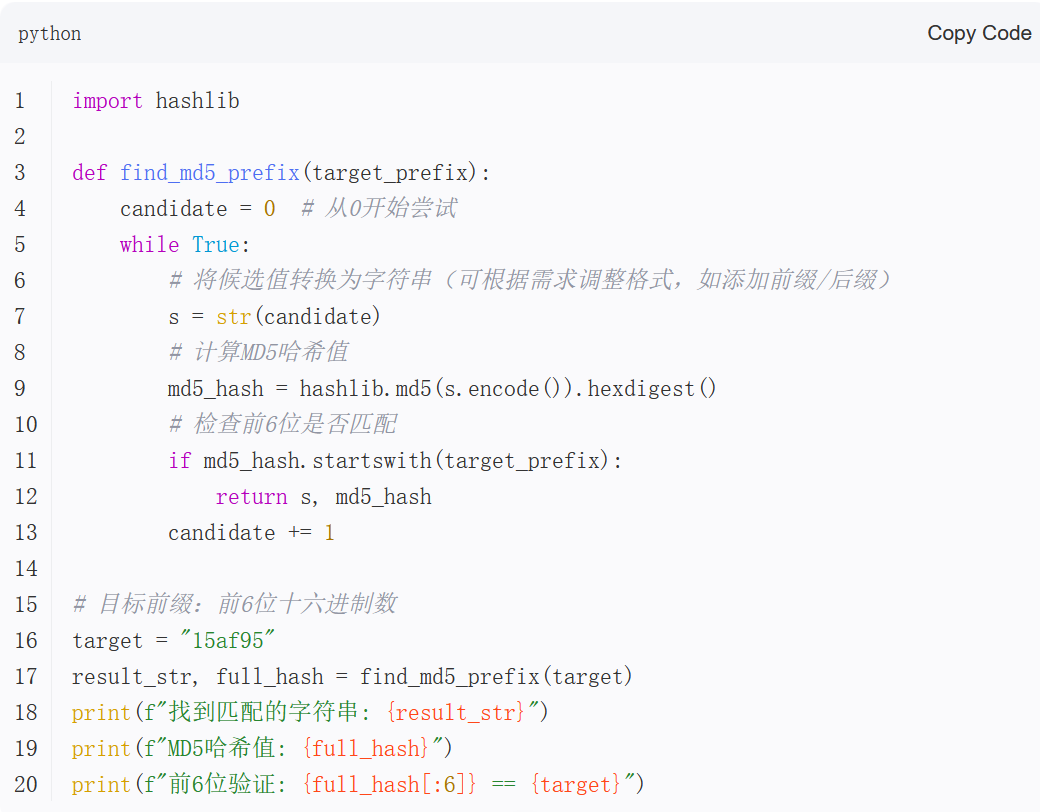 python
Copy Code
1 import hashlib
2
3 def find_md5_prefix(target_prefix):
4     candidate = 0  # 从0开始尝试
5     while True:
6         # 将候选值转换为字符串（可根据需求调整格式，如添加前缀/后缀）
7         s = str(candidate)
8         # 计算MD5哈希值
9         md5_hash = hashlib.md5(s.encode()).hexdigest()
10         # 检查前6位是否匹配
11         if md5_hash.startswith(target_prefix):
12             return s, md5_hash
13         candidate += 1
14
15 # 目标前缀：前6位十六进制数
16 target = "15af95"
17 result_str, full_hash = find_md5_prefix(target)
18 print(f"找到匹配的字符串: {result_str}")
19 print(f"MD5哈希值: {full_hash}")
20 print(f"前6位验证: {full_hash[:6]} == {target}")